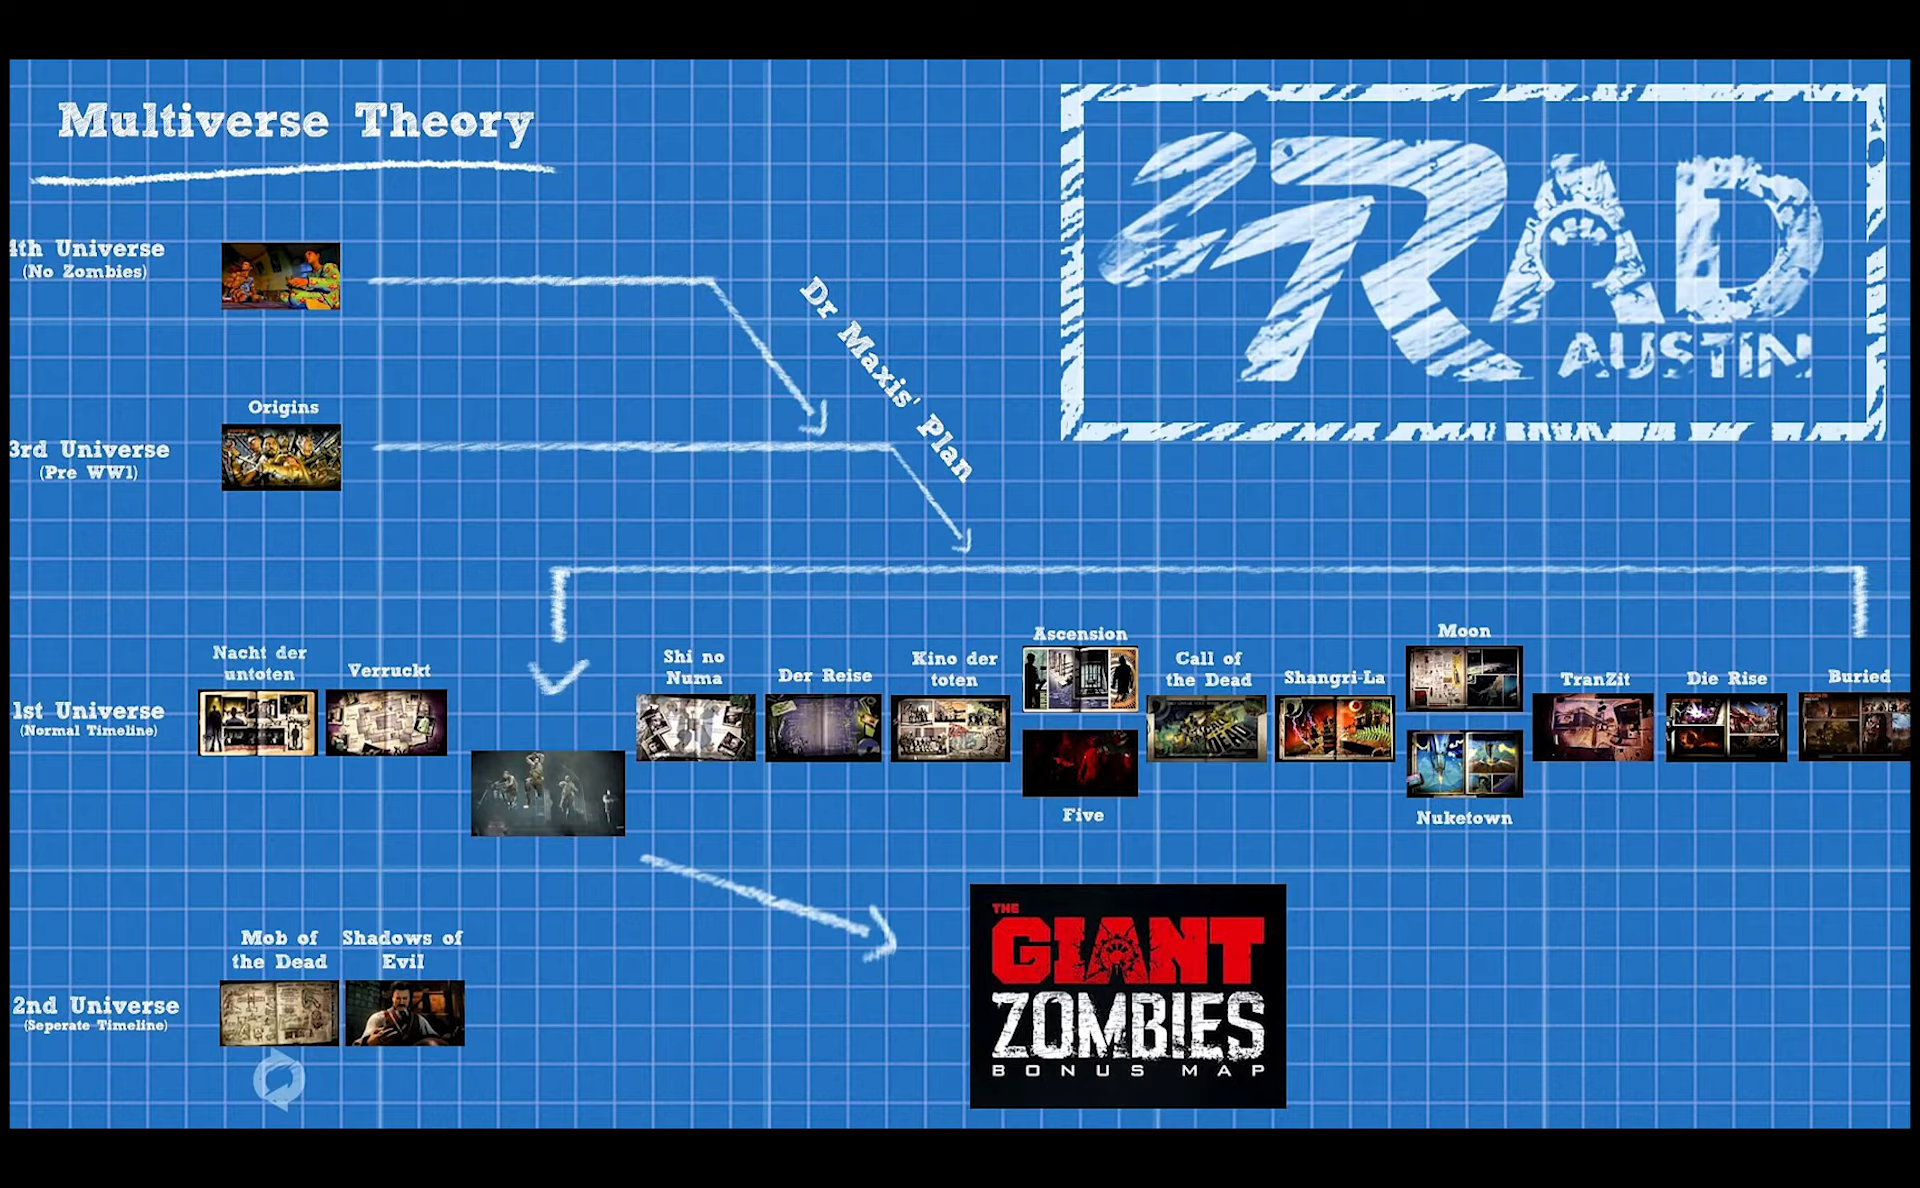 Multiverse Theory
RAD
AUSTIN
4th Universe
(No Zombies)
Dr Maxis' Plan
Origins
3rd Universe
(Pre WW1)
Nacht der
untoten
Verruckt
Shi no
Numa
Der Reise
Kino der
toten
Ascension
Call of
the Dead
Shangri-La
Moon
TranZit
Die Rise
Buried
1st Universe
(Normal Timeline)
Five
Nuketown
Mob of
the Dead
Shadows of
Evil
2nd Universe
(Seperate Timeline)
THE
GIANT
ZOMBIES
BONUS MAP